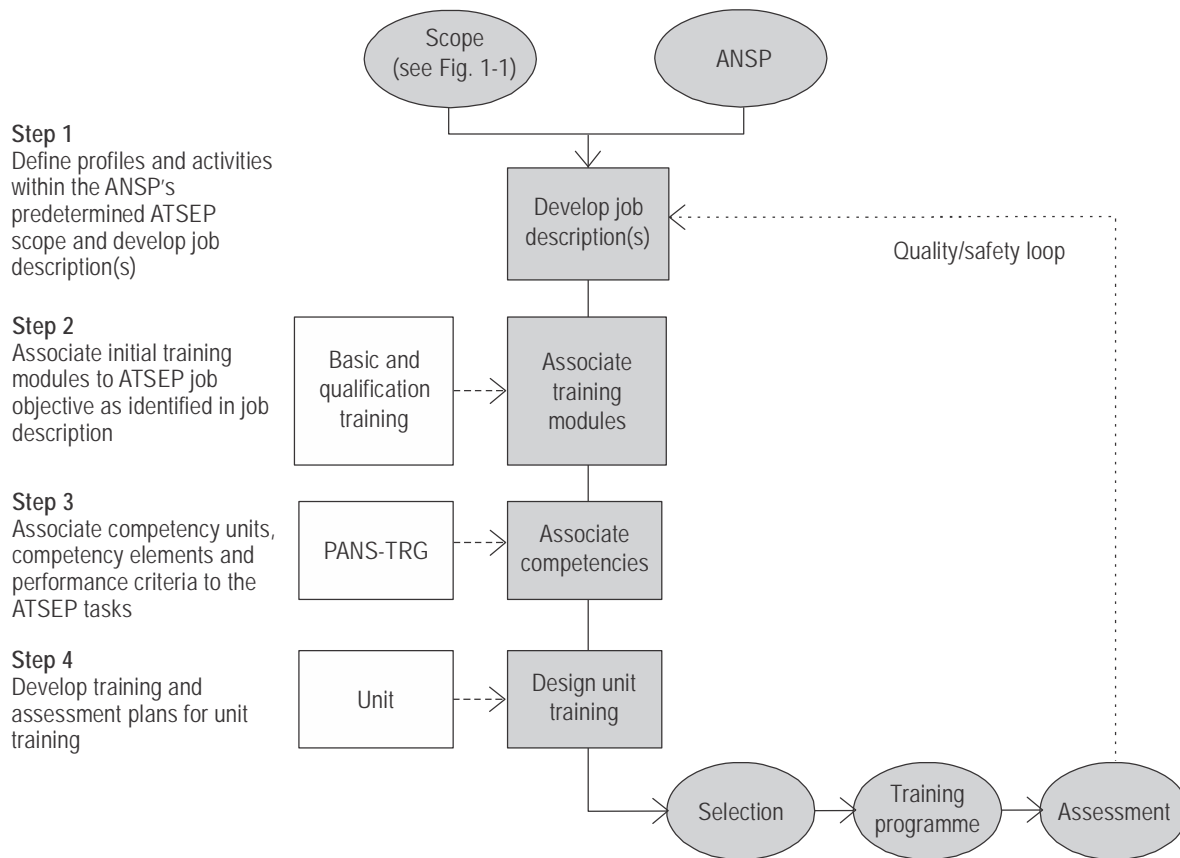 Scope
(see Fig. 1-1)
ANSP
Step 1
Define profiles and activities
within the ANSP's
predetermined ATSEP
scope and develop job
description(s)
Develop job
description(s)
Quality/safety loop
Step 2
Associate initial training
modules to ATSEP job
objective as identified in job
description
Basic and
qualification
training
Associate
training
modules
Step 3
Associate competency units,
competency elements and
performance criteria to the
ATSEP tasks
PANS-TRG
Associate
competencies
Step 4
Develop training and
assessment plans for unit
training
Unit
Design unit
training
Selection
Training
programme
Assessment